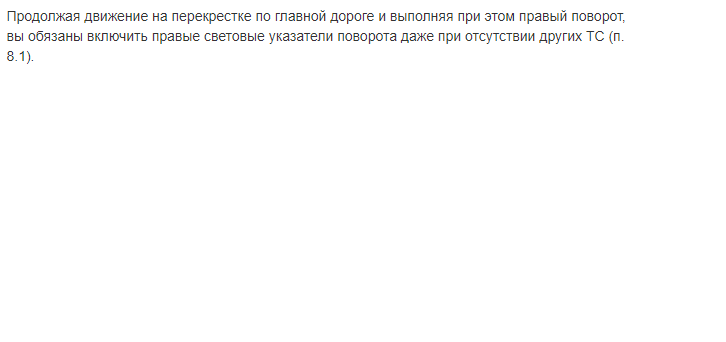 Продолжая движение на перекрестке по главной дороге и выполняя при этом правый поворот,
вы обязаны включить правые световые указатели поворота даже при отсутствии других ТС (п.
8.1).